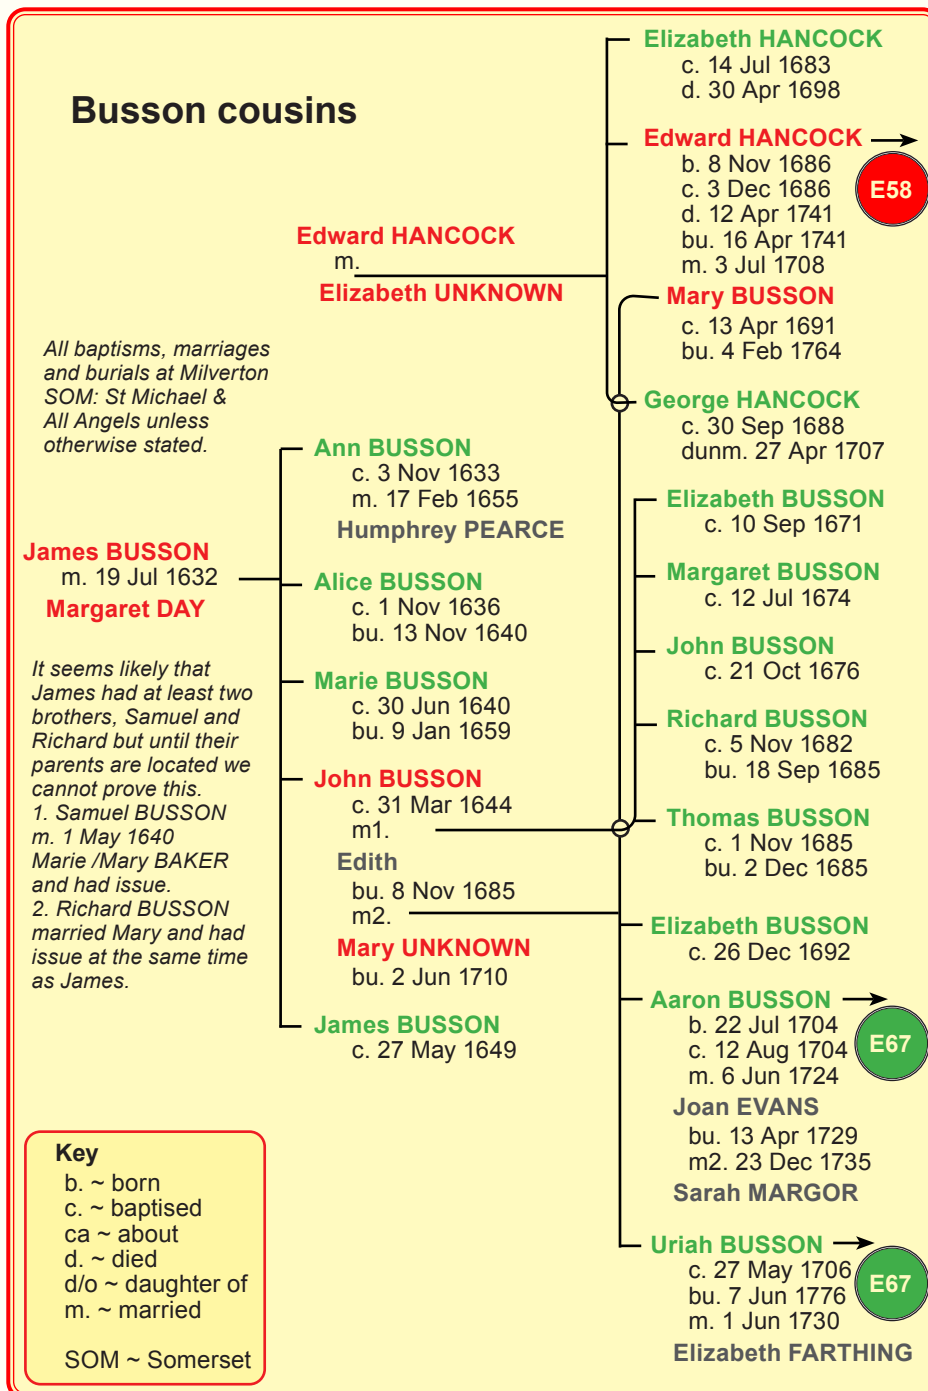 Busson cousins
Edward HANCOCK
m.
Elizabeth UNKNOWN
All baptisms, marriages
and burials at Milverton
SOM: St Michael &
All Angels unless
otherwise stated.
James BUSSON
m. 19 Jul 1632
Margaret DAY
It seems likely that
James had at least two
brothers, Samuel and
Richard but until their
parents are located we
cannot prove this.
1. Samuel BUSSON
m. 1 May 1640
Marie /Mary BAKER
and had issue.
2. Richard BUSSON
married Mary and had
issue at the same time
as James.
Ann BUSSON
c. 3 Nov 1633
m. 17 Feb 1655
Humphrey PEARCE
Alice BUSSON
c. 1 Nov 1636
bu. 13 Nov 1640
Marie BUSSON
c. 30 Jun 1640
bu. 9 Jan 1659
John BUSSON
c. 31 Mar 1644
m1.
Edith
bu. 8 Nov 1685
m2.
Mary UNKNOWN
bu. 2 Jun 1710
James BUSSON
c. 27 May 1649
Elizabeth HANCOCK
c. 14 Jul 1683
d. 30 Apr 1698
Edward HANCOCK
b. 8 Nov 1686
c. 3 Dec 1686
d. 12 Apr 1741
bu. 16 Apr 1741
m. 3 Jul 1708
E58
Mary BUSSON
c. 13 Apr 1691
bu. 4 Feb 1764
George HANCOCK
c. 30 Sep 1688
dunm. 27 Apr 1707
Elizabeth BUSSON
c. 10 Sep 1671
Margaret BUSSON
c. 12 Jul 1674
John BUSSON
c. 21 Oct 1676
Richard BUSSON
c. 5 Nov 1682
bu. 18 Sep 1685
Thomas BUSSON
c. 1 Nov 1685
bu. 2 Dec 1685
Elizabeth BUSSON
c. 26 Dec 1692
Aaron BUSSON
b. 22 Jul 1704
c. 12 Aug 1704
m. 6 Jun 1724
E67
Joan EVANS
bu. 13 Apr 1729
m2. 23 Dec 1735
Sarah MARGOR
Uriah BUSSON
c. 27 May 1706
bu. 7 Jun 1776
m. 1 Jun 1730
E67
Elizabeth FARTHING
Key
b. ~ born
c. ~ baptised
ca ~ about
d. ~ died
d/o ~ daughter of
m. ~ married
SOM ~ Somerset